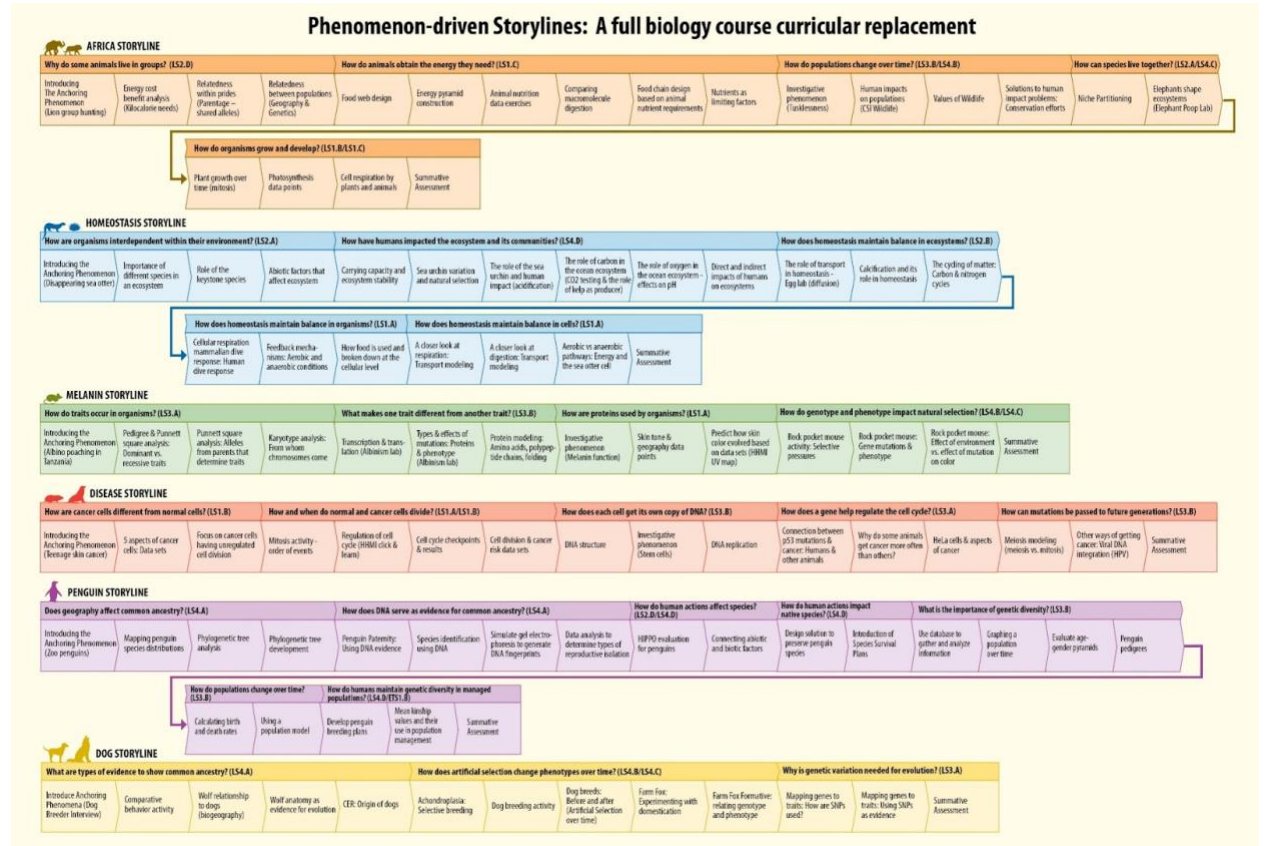 Phenomenon-driven Storylines: A full biology course curricular replacement
AFRICA STORYLINE
Why do some animals live in groups? (LS2.D)
How do animals obtain the energy they need? (LS1.C)
How do populations change over time? (LS3.B/LS4.B)
How can species live together? (LS2.A/LS4.C)
Introducing
The Anchoring
Phenomenon
(Lion group hunting)
Energy cost
benefit analysis
(Kilocalorie needs)
Relatedness
within prides
(Parentage –
shared alleles)
Relatedness
between populations
(Geography &
Genetics)
Food web design
Energy pyramid
construction
Animal nutrition
data exercises
Comparing
macromolecule
digestion
Food chain design
based on animal
nutrient requirements
Nutrients as
limiting factors
Investigative
phenomenon
(Tusklessness)
Human impacts
on populations
(CSI Wildlife)
Values of Wildlife
Solutions to human
impact problems:
Conservation efforts
Niche Partitioning
Elephants shape
ecosystems
(Elephant Poop Lab)
How do organisms grow and develop? (LS1.B/LS1.C)
Plant growth over
time (mitosis)
Photosynthesis
data points
Cell respiration by
plants and animals
Summative
Assessment
HOMEOSTASIS STORYLINE
How are organisms interdependent within their environment? (LS2.A)
How have humans impacted the ecosystem and its communities? (LS4.D)
How does homeostasis maintain balance in ecosystems? (LS2.B)
Introducing the
Anchoring Phenomenon
(Disappearing sea otter)
Importance of
different species in
an ecosystem
Role of the
keystone species
Abiotic factors that
affect ecosystem
Carrying capacity and
ecosystem stability
Sea urchin variation
and natural selection
The role of the sea
urchin and human
impact (acidification)
The role of carbon in
the ocean ecosystem
(CO2 testing & the role
of kelp as producer)
The role of oxygen in
the ocean ecosystem -
effects on pH
Direct and indirect
impacts of humans
on ecosystems
The role of transport
in homeostasis -
Egg lab (diffusion)
Calcification and its
role in homeostasis
The cycling of matter:
Carbon & nitrogen
cycles
How does homeostasis maintain balance in organisms? (LS1.A)
How does homeostasis maintain balance in cells? (LS1.A)
Cellular respiration
mammalian dive
response: Human
dive response
Feedback mecha-
nisms: Aerobic and
anaerobic conditions
How food is used and
broken down at the
cellular level
A closer look at
respiration:
Transport modeling
A closer look at
digestion: Transport
modeling
Aerobic vs anaerobic
pathways: Energy and
the sea otter cell
Summative
Assessment
MELANIN STORYLINE
How do traits occur in organisms? (LS3.A)
What makes one trait different from another trait? (LS3.B)
How are proteins used by organisms? (LS1.A)
How do genotype and phenotype impact natural selection? (LS4.B/LS4.C)
Introducing the
Anchoring Phenomenon
(Albino poaching in
Tanzania)
Pedigree & Punnett
square analysis:
Dominant vs.
recessive traits
Punnett square
analysis: Alleles
from parents that
determine traits
Karyotype analysis:
From whom
chromosomes come
Transcription & trans-
lation (Albinism lab)
Types & effects of
mutations: Proteins
& phenotype
(Albinism lab)
Protein modeling:
Amino acids, polypep-
tide chains, folding
Investigative
phenomenon
(Melanin function)
Skin tone &
geography data
points
Predict how skin
color evolved based
on data sets (HHMI
UV map)
Rock pocket mouse
activity: Selective
pressures
Rock pocket mouse:
Gene mutations &
phenotype
Rock pocket mouse:
Effect of environment
vs. effect of mutation
on color
Summative
Assessment
DISEASE STORYLINE
How are cancer cells different from normal cells? (LS1.B)
How and when do normal and cancer cells divide? (LS1.A/LS1.B)
How does each cell get its own copy of DNA? (LS3.B)
How does a gene help regulate the cell cycle? (LS3.A)
How can mutations be passed to future generations? (LS3.B)
Introducing the
Anchoring Phenomenon
(Teenage skin cancer)
5 aspects of cancer
cells: Data sets
Focus on cancer cells
having unregulated
cell division
Mitosis activity -
order of events
Regulation of cell
cycle (HHMI click &
learn)
Cell cycle checkpoints
& results
Cell division & cancer
risk data sets
DNA structure
Investigative
phenomenon
(Stem cells)
DNA replication
Connection between
p53 mutations &
cancer: Humans &
other animals
Why do some animals
get cancer more often
than others?
HeLa cells & aspects
of cancer
Meiosis modeling
(meiosis vs. mitosis)
Other ways of getting
cancer: Viral DNA
integration (HPV)
Summative
Assessment
PENGUIN STORYLINE
Does geography affect common ancestry? (LS4.A)
How does DNA serve as evidence for common ancestry? (LS4.A)
How do human actions affect species?
(LS2.D/LS4.D)
How do human actions impact
native species? (LS4.D)
What is the importance of genetic diversity? (LS3.B)
Introducing the
Anchoring Phenomenon
(Zoo penguins)
Mapping penguin
species distributions
Phylogenetic tree
analysis
Phylogenetic tree
development
Penguin Paternity:
Using DNA evidence
Species identification
using DNA
Simulate gel electro-
phoresis to generate
DNA fingerprints
Data analysis to
determine types of
reproductive isolation
HIPPO evaluation
for penguins
Connecting abiotic
and biotic factors
Design solution to
preserve penguin
species
Introduction of
Species Survival
Plans
Use database to
gather and analyze
information
Graphing a
population
over time
Evaluate age-
gender pyramids
Penguin
pedigrees
How do populations change over time?
(LS3.B)
How do humans maintain genetic diversity in managed
populations? (LS4.D/ETS1.B)
Calculating birth
and death rates
Using a
population model
Develop penguin
breeding plans
Mean kinship
values and their
use in population
management
Summative
Assessment
DOG STORYLINE
What are types of evidence to show common ancestry? (LS4.A)
How does artificial selection change phenotypes over time? (LS4.B/LS4.C)
Why is genetic variation needed for evolution? (LS3.A)
Introduce Anchoring
Phenomena (Dog
Breeder Interview)
Comparative
behavior activity
Wolf relationship
to dogs
(biogeography)
Wolf anatomy as
evidence for evolution
CER: Origin of dogs
Achondroplasia:
Selective breeding
Dog breeding activity
Dog breeds:
Before and after
(Artificial Selection
over time)
Farm Fox:
Experimenting with
domestication
Farm Fox Formative:
relating genotype
and phenotype
Mapping genes to
traits: How are SNPs
used?
Mapping genes to
traits: Using SNPs
as evidence
Summative
Assessment